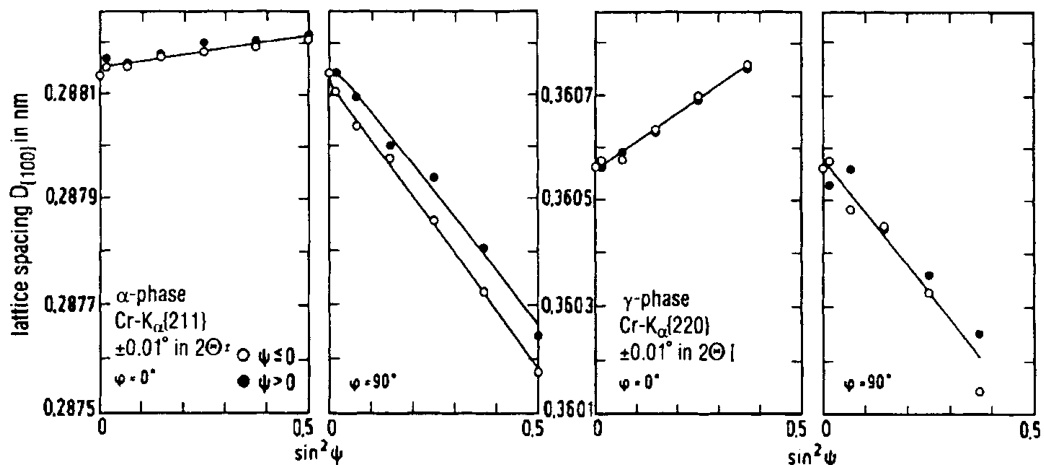 lattice spacing D{100} in nm
0,2881
0,2879
0,2877
0,2875
α-phase
Cr-Kα{211}
±0.01° in 2Θ
φ = 0°
ψ ≤ 0
ψ > 0
φ = 90°
0 0,5
0 0,5
sin²ψ
0,3607
0,3605
0,3603
0,3601
γ-phase
Cr-Kα{220}
±0.01° in 2Θ
φ = 0°
φ = 90°
0 0,5
0 0,5
sin²ψ